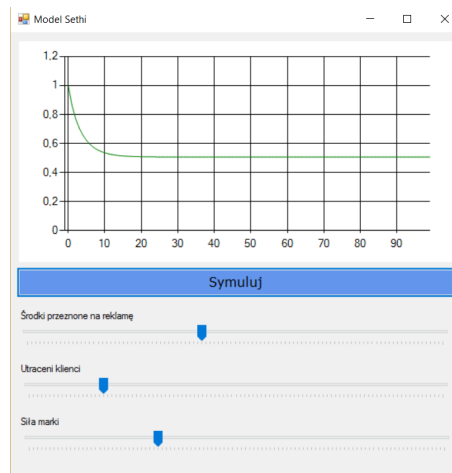 Model Sethi
1,2
1
0,8
0,6
0,4
0,2
0
0 10 20 30 40 50 60 70 80 90
Symuluj
Środki przeznone na reklamę
Utraceni klienci
Siła marki